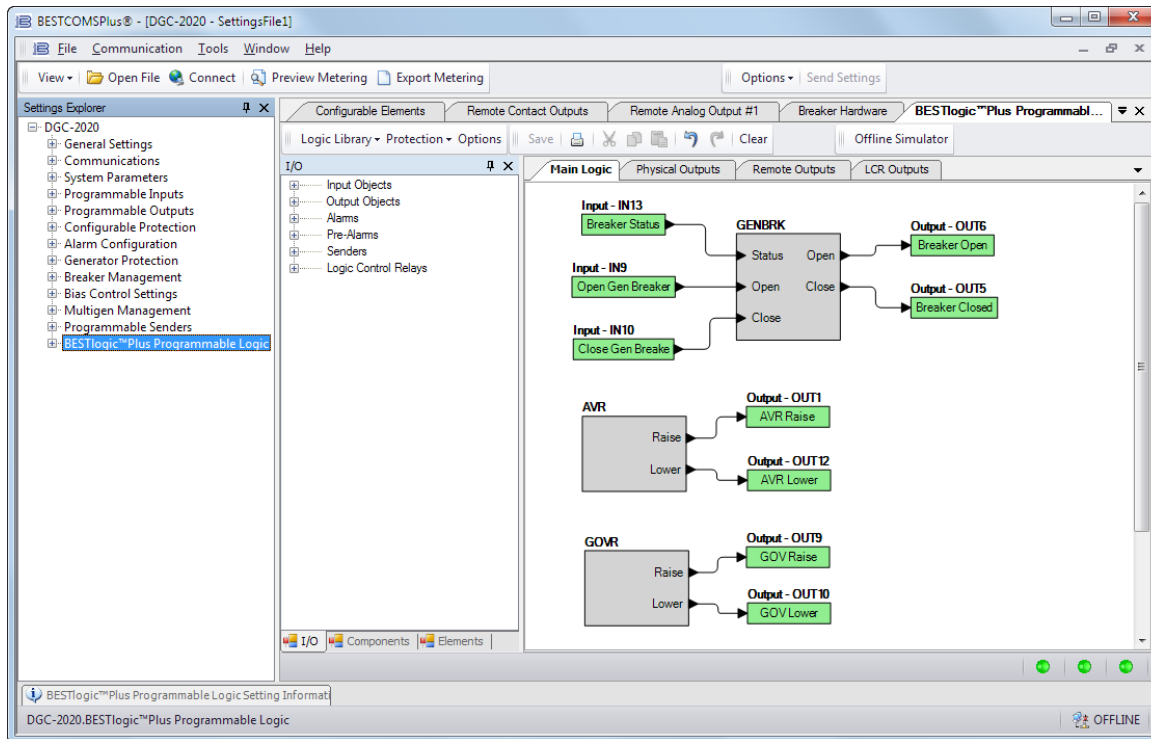 BESTCOMSPlus® - [DGC-2020 - SettingsFile1]
File Communication Tools Window Help
View Open File Connect Preview Metering Export Metering Options Send Settings
Settings Explorer
DGC-2020
General Settings
Communications
System Parameters
Programmable Inputs
Programmable Outputs
Configurable Protection
Alarm Configuration
Generator Protection
Breaker Management
Bias Control Settings
Multigen Management
Programmable Senders
BESTlogic™Plus Programmable Logic
Configurable Elements Remote Contact Outputs Remote Analog Output #1 Breaker Hardware BESTlogic™Plus Programmabl...
Logic Library Protection Options Save Clear Offline Simulator
I/O
Input Objects
Output Objects
Alarms
Pre-Alarms
Senders
Logic Control Relays
I/O Components Elements
Main Logic Physical Outputs Remote Outputs LCR Outputs
Input - IN13
Breaker Status
Input - IN9
Open Gen Breaker
Input - IN10
Close Gen Breake
GENBRK
Status Open
Open Close
Close
Output - OUT6
Breaker Open
Output - OUT5
Breaker Closed
AVR
Raise
Lower
Output - OUT1
AVR Raise
Output - OUT12
AVR Lower
GOVR
Raise
Lower
Output - OUT9
GOV Raise
Output - OUT10
GOV Lower
BESTlogic™Plus Programmable Logic Setting Informati
DGC-2020.BESTlogic™Plus Programmable Logic OFFLINE